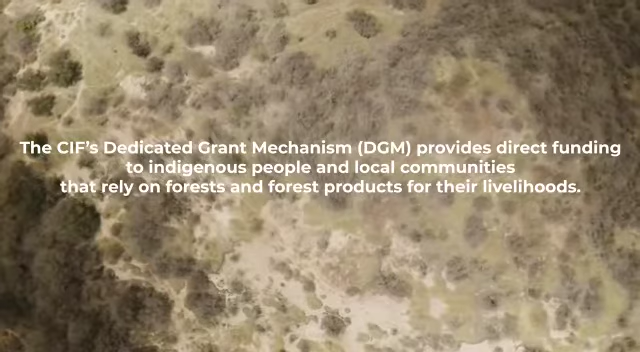 The CIF's Dedicated Grant Mechanism (DGM) provides direct funding
to indigenous people and local communities
that rely on forests and forest products for their livelihoods.